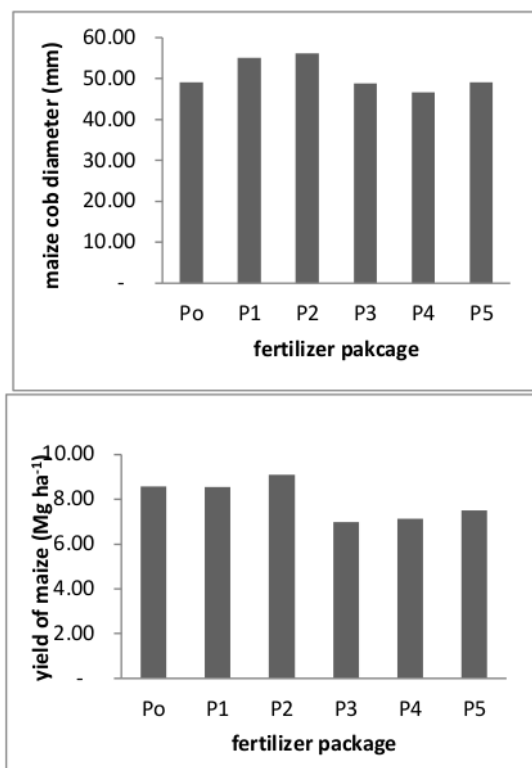 maize cob diameter (mm)
60.00
50.00
40.00
30.00
20.00
10.00
-
Po P1 P2 P3 P4 P5
fertilizer pakcage
yield of maize (Mg ha⁻¹)
10.00
8.00
6.00
4.00
2.00
-
Po P1 P2 P3 P4 P5
fertilizer package